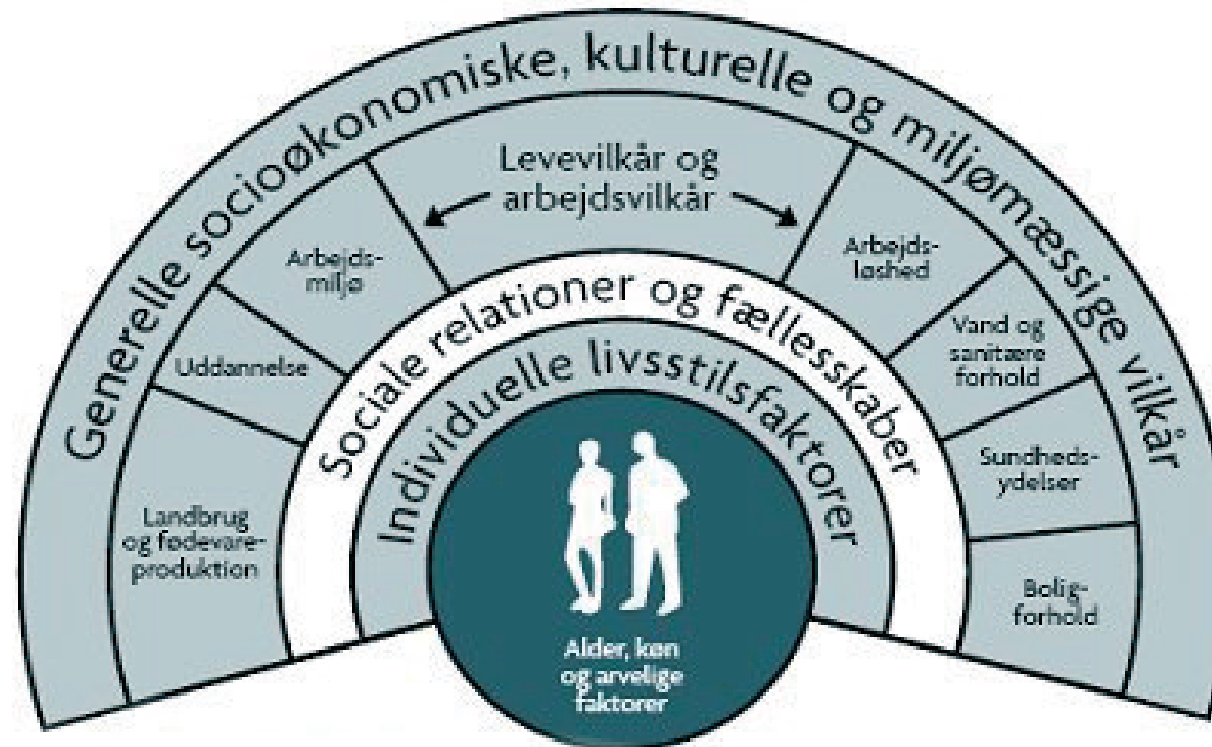 Generelle socioøkonomiske, kulturelle og miljømæssige vilkår
Levevilkår og
arbejdsvilkår
Landbrug
og fødevare-
produktion
Uddannelse
Arbejds-
miljø
Arbejds-
løshed
Vand og
sanitære
forhold
Sundheds-
ydelser
Bolig-
forhold
Sociale relationer og fællesskaber
Individuelle livsstilsfaktorer
Alder, køn
og arvelige
faktorer